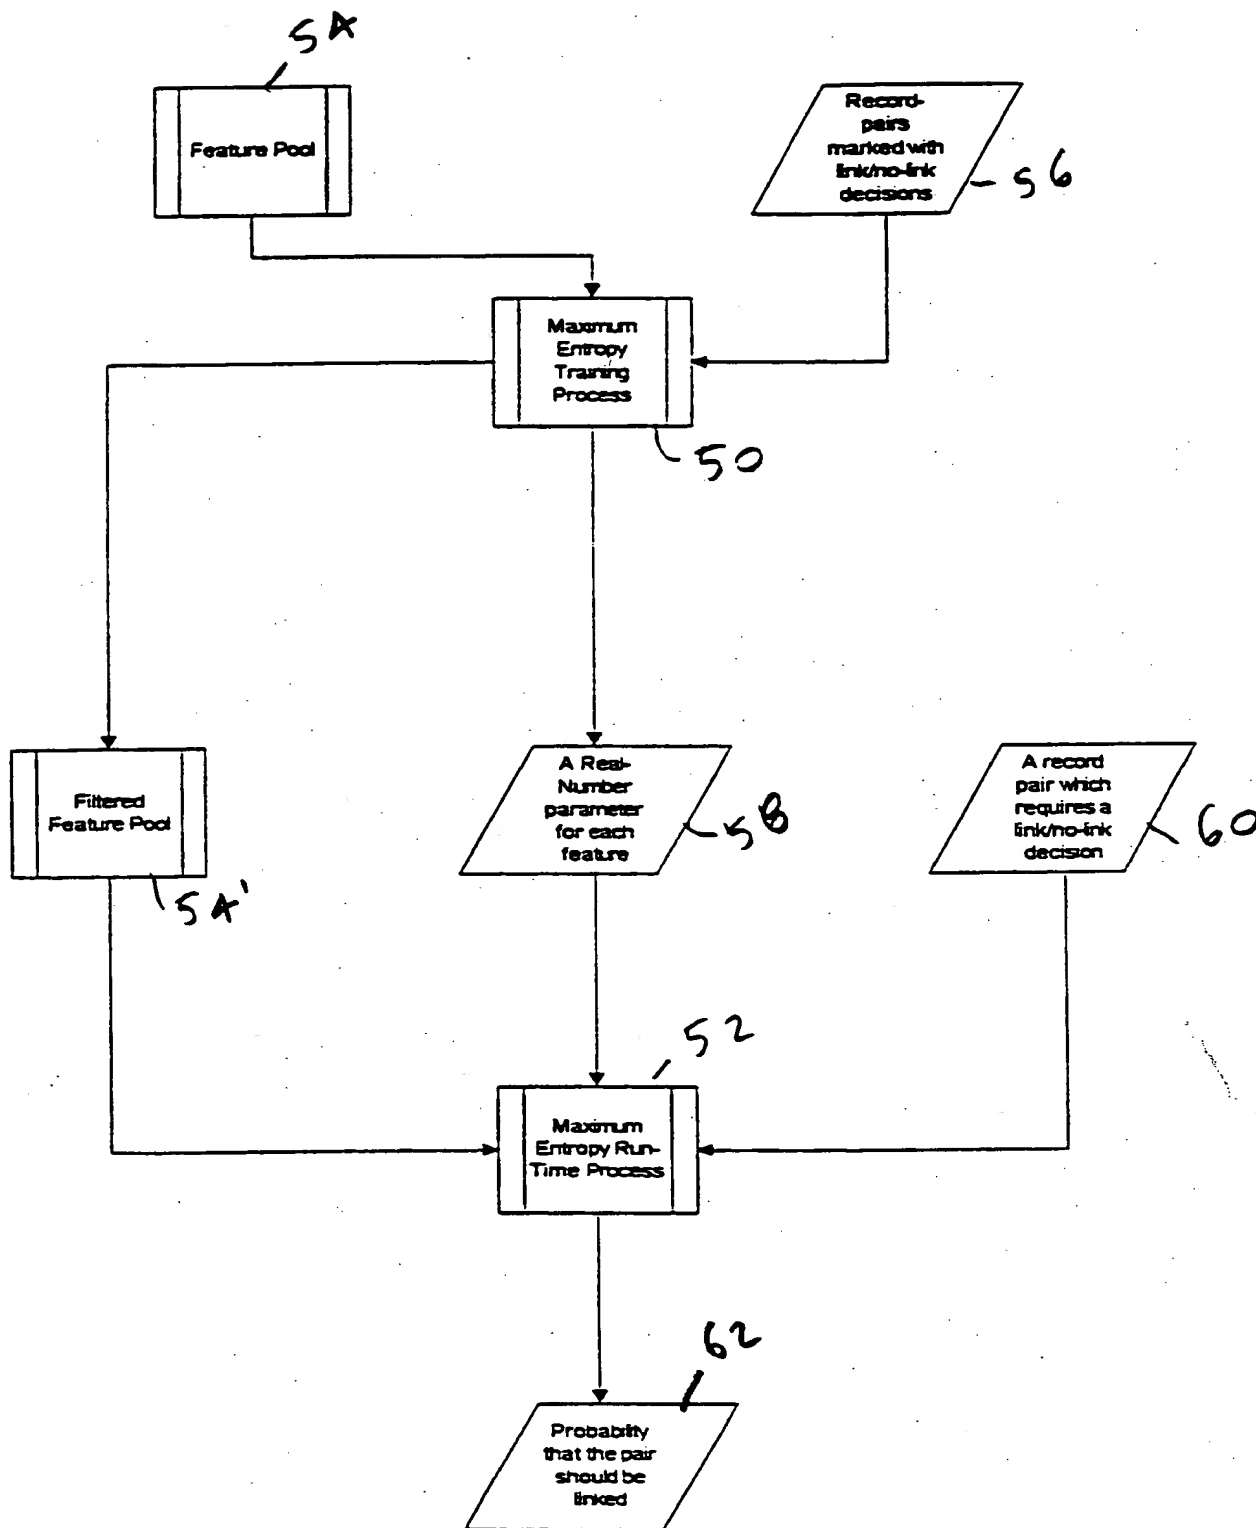 54
Feature Pool
Record-
pairs
marked with
link/no-link
decisions
56
Maximum
Entropy
Training
Process
50
Filtered
Feature Pool
54'
A Real-
Number
parameter
for each
feature
58
A record
pair which
requires a
link/no-link
decision
60
52
Maximum
Entropy Run-
Time Process
62
Probability
that the pair
should be
linked